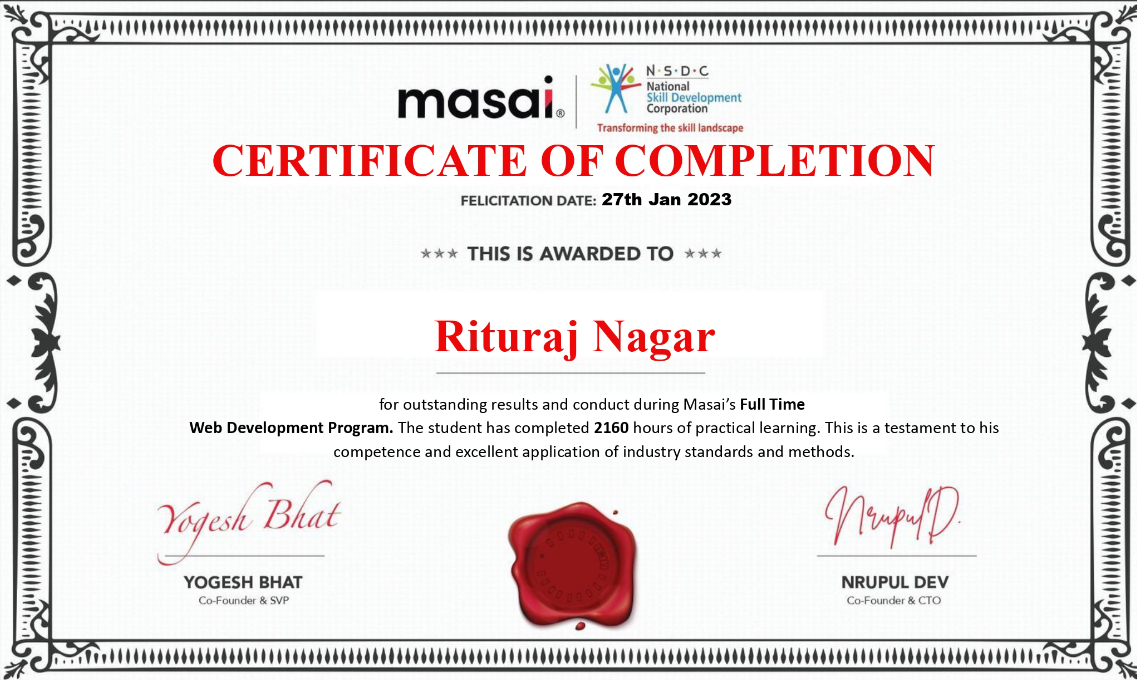 masai®
N·S·D·C
National
Skill Development
Corporation
Transforming the skill landscape
CERTIFICATE OF COMPLETION
FELICITATION DATE: 27th Jan 2023
*** THIS IS AWARDED TO ***
Rituraj Nagar
for outstanding results and conduct during Masai’s Full Time
Web Development Program. The student has completed 2160 hours of practical learning. This is a testament to his
competence and excellent application of industry standards and methods.
Yogesh Bhat
NrupulD.
YOGESH BHAT
Co-Founder & SVP
NRUPUL DEV
Co-Founder & CTO